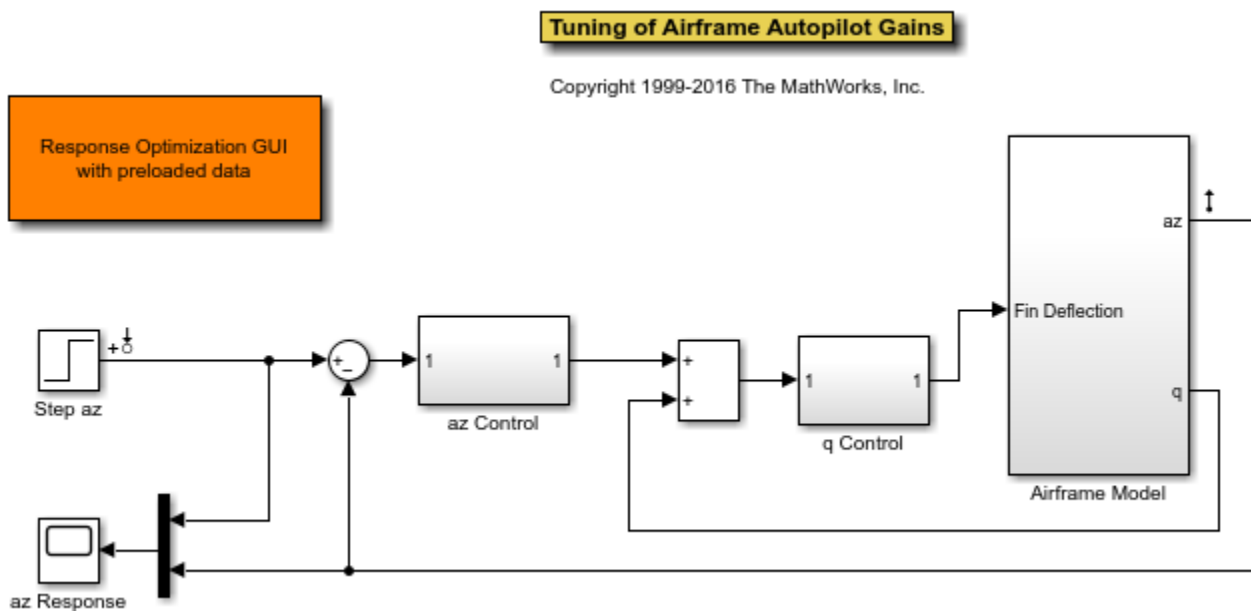 Tuning of Airframe Autopilot Gains
Copyright 1999-2016 The MathWorks, Inc.
Response Optimization GUI
with preloaded data
az
Fin Deflection
q
Airframe Model
+
Step az
+
-
1
1
az Control
+
+
1
1
q Control
az Response